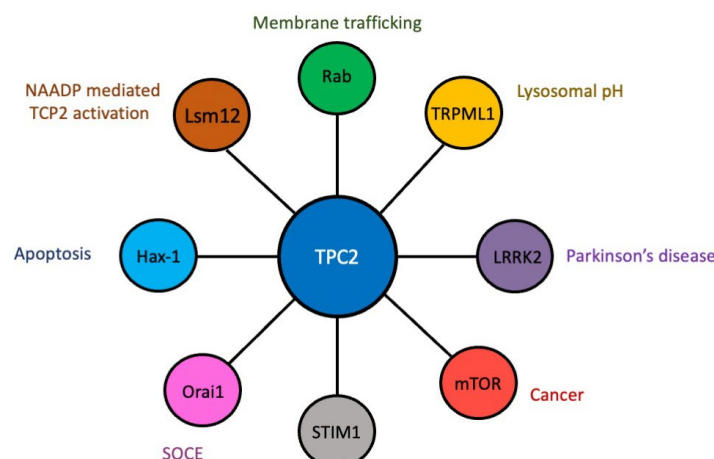 Membrane trafficking
Rab
NAADP mediated
TCP2 activation
Lsm12
TRPML1
Lysosomal pH
Apoptosis
Hax-1
TPC2
LRRK2
Parkinson's disease
Orai1
mTOR
Cancer
STIM1
SOCE